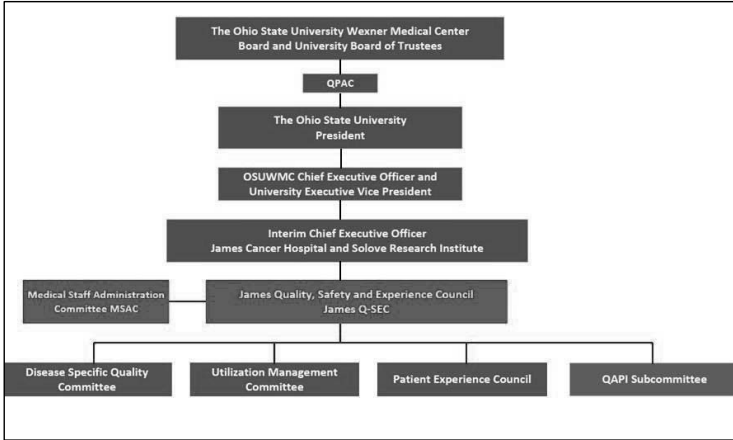 The Ohio State University Wexner Medical Center
Board and University Board of Trustees
QPAC
The Ohio State University
President
OSUWMC Chief Executive Officer and
University Executive Vice President
Interim Chief Executive Officer
James Cancer Hospital and Solove Research Institute
Medical Staff Administration
Committee MSAC
James Quality, Safety and Experience Council
James Q-SEC
Disease Specific Quality
Committee
Utilization Management
Committee
Patient Experience Council
QAPI Subcommittee